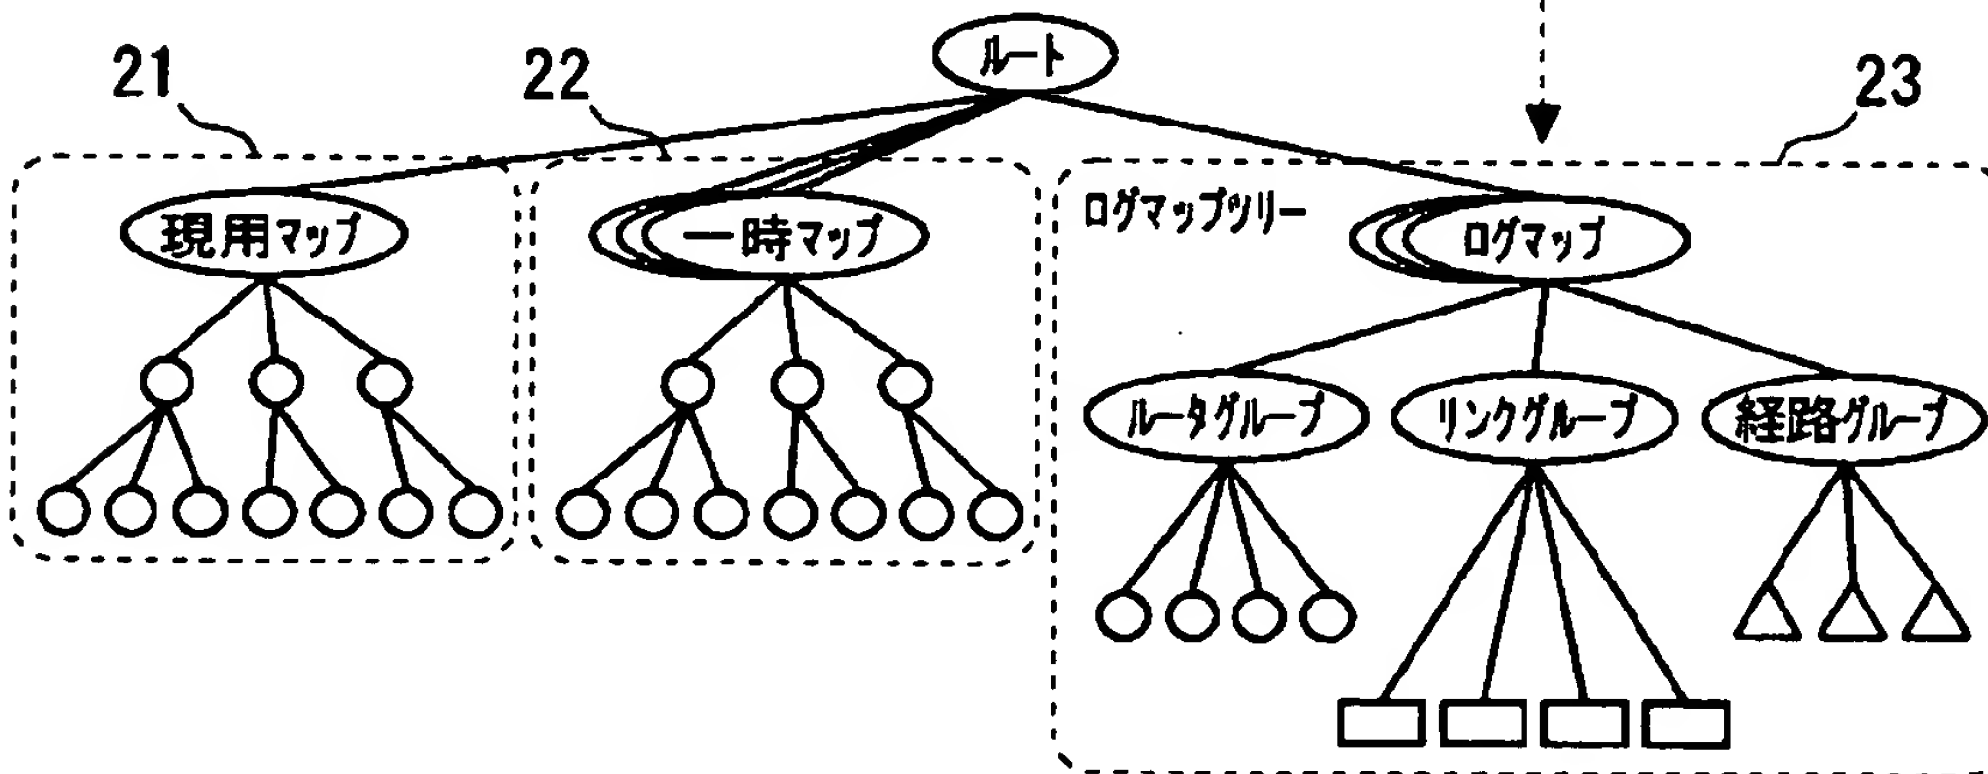 ルート
21
22
23
現用マップ
一時マップ
ログマップツリー
ログマップ
ルータグループ
リンクグループ
経路グループ